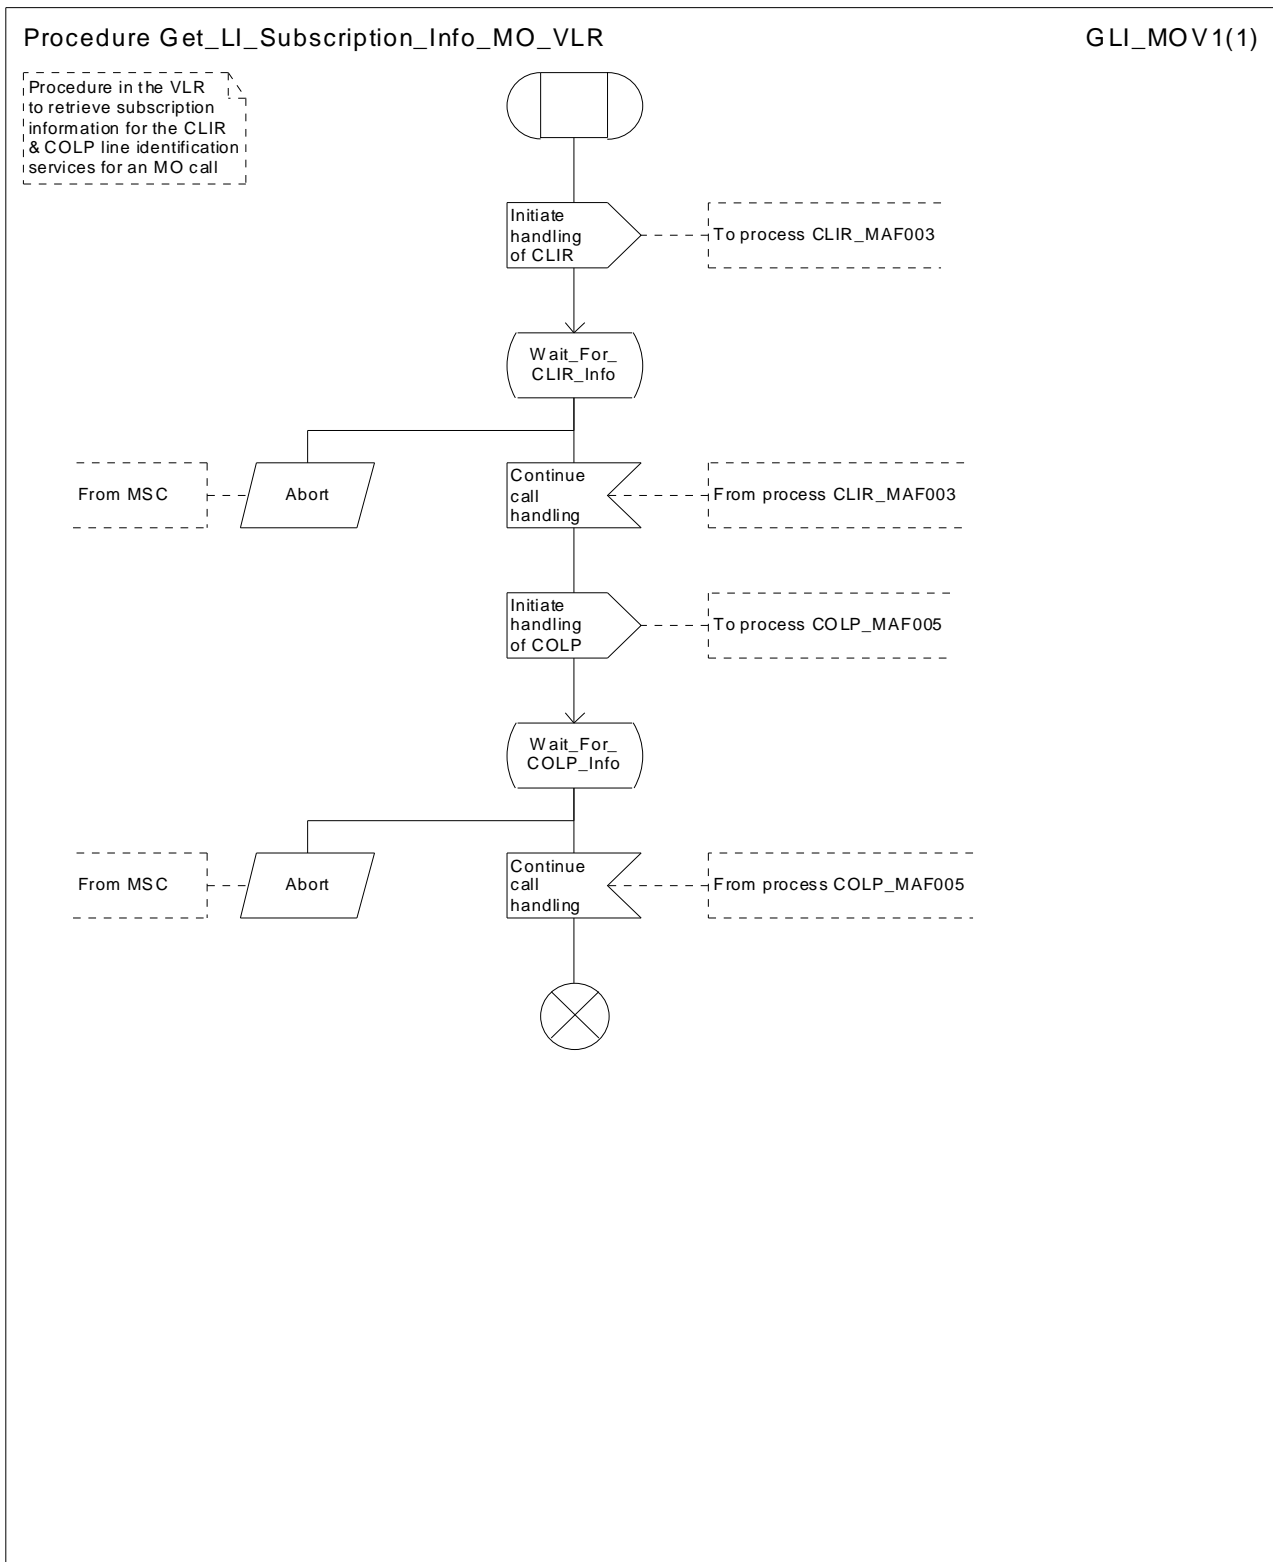 Procedure Get_LI_Subscription_Info_MO_VLR
GLI_MOV1(1)
Procedure in the VLR
to retrieve subscription
information for the CLIR
& COLP line identification
services for an MO call
Initiate
handling
of CLIR
To process CLIR_MAF003
Wait_For_
CLIR_Info
From MSC
Abort
Continue
call
handling
From process CLIR_MAF003
Initiate
handling
of COLP
To process COLP_MAF005
Wait_For_
COLP_Info
From MSC
Abort
Continue
call
handling
From process COLP_MAF005